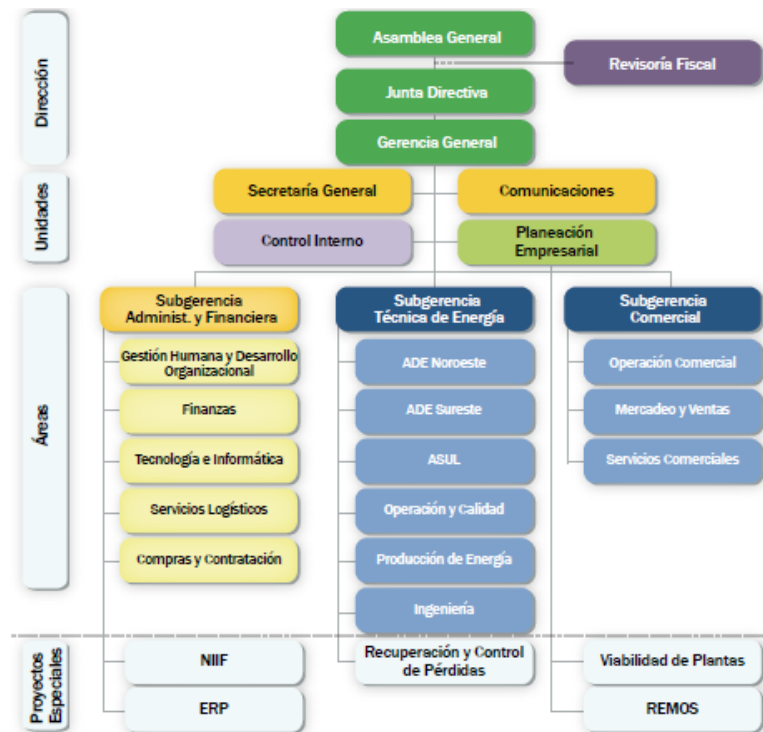 Dirección
Asamblea General
Revisoría Fiscal
Junta Directiva
Gerencia General
Unidades
Secretaría General
Comunicaciones
Control Interno
Planeación
Empresarial
Áreas
Subgerencia
Administ. y Financiera
Gestión Humana y Desarrollo
Organizacional
Finanzas
Tecnología e Informática
Servicios Logísticos
Compras y Contratación
Subgerencia
Técnica de Energía
ADE Noroeste
ADE Sureste
ASUL
Operación y Calidad
Producción de Energía
Ingeniería
Subgerencia
Comercial
Operación Comercial
Mercadeo y Ventas
Servicios Comerciales
Proyectos
Especiales
NIIF
ERP
Recuperación y Control
de Pérdidas
Viabilidad de Plantas
REMOS